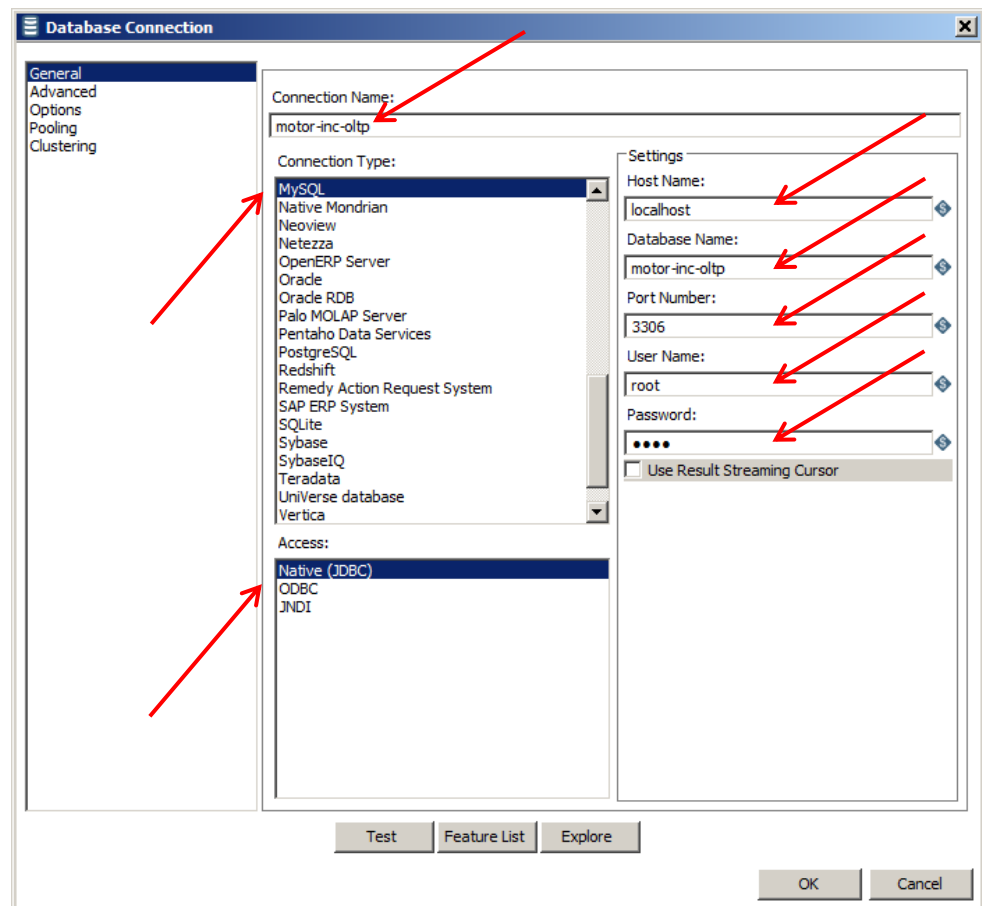 Database Connection
General
Advanced
Options
Pooling
Clustering
Connection Name:
motor-inc-oltp
Connection Type:
MySQL
Native Mondrian
Neoview
Netezza
OpenERP Server
Oracle
Oracle RDB
Palo MOLAP Server
Pentaho Data Services
PostgreSQL
Redshift
Remedy Action Request System
SAP ERP System
SQLite
Sybase
SybaseIQ
Teradata
UniVerse database
Vertica
Access:
Native (JDBC)
ODBC
JNDI
Settings
Host Name:
localhost
Database Name:
motor-inc-oltp
Port Number:
3306
User Name:
root
Password:
●●●●
Use Result Streaming Cursor
Test
Feature List
Explore
OK
Cancel